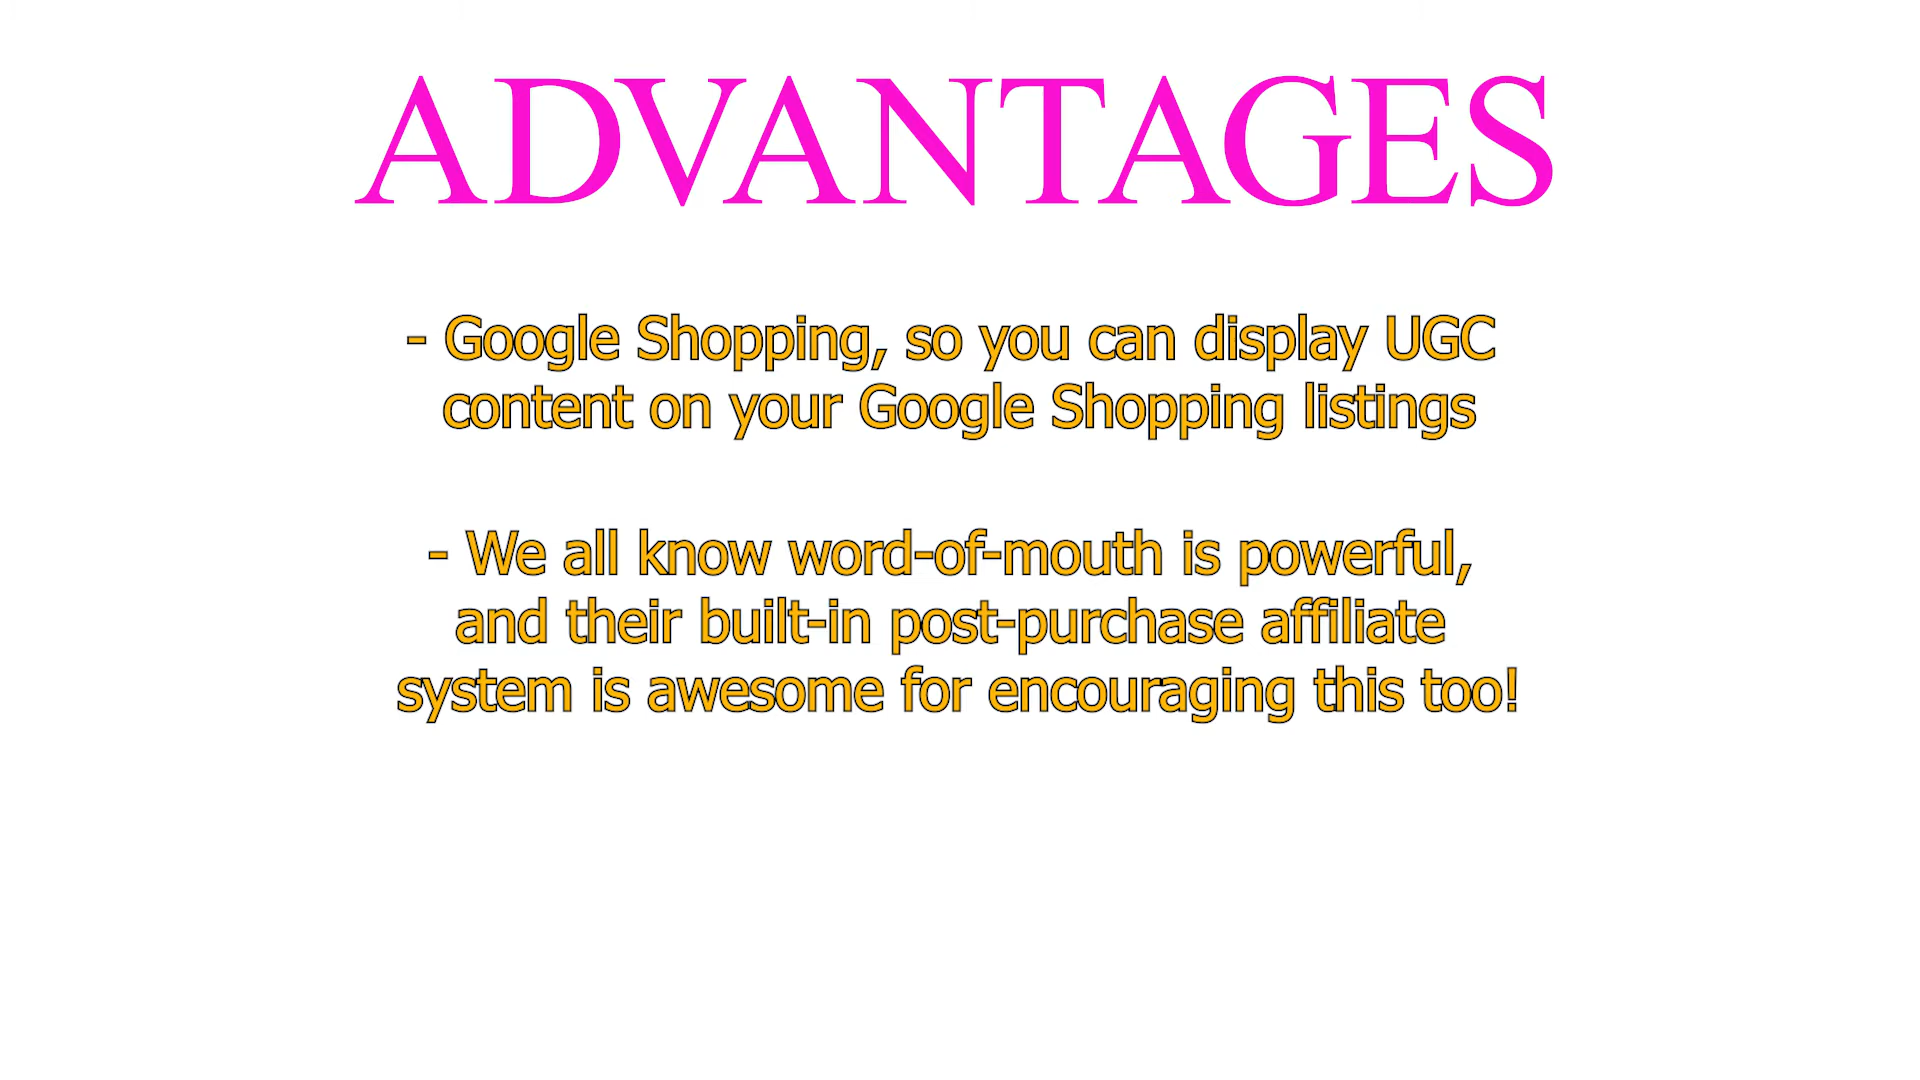 ADVANTAGES
- Google Shopping, so you can display UGC
content on your Google Shopping listings
- We all know word-of-mouth is powerful,
and their built-in post-purchase affiliate
system is awesome for encouraging this too!